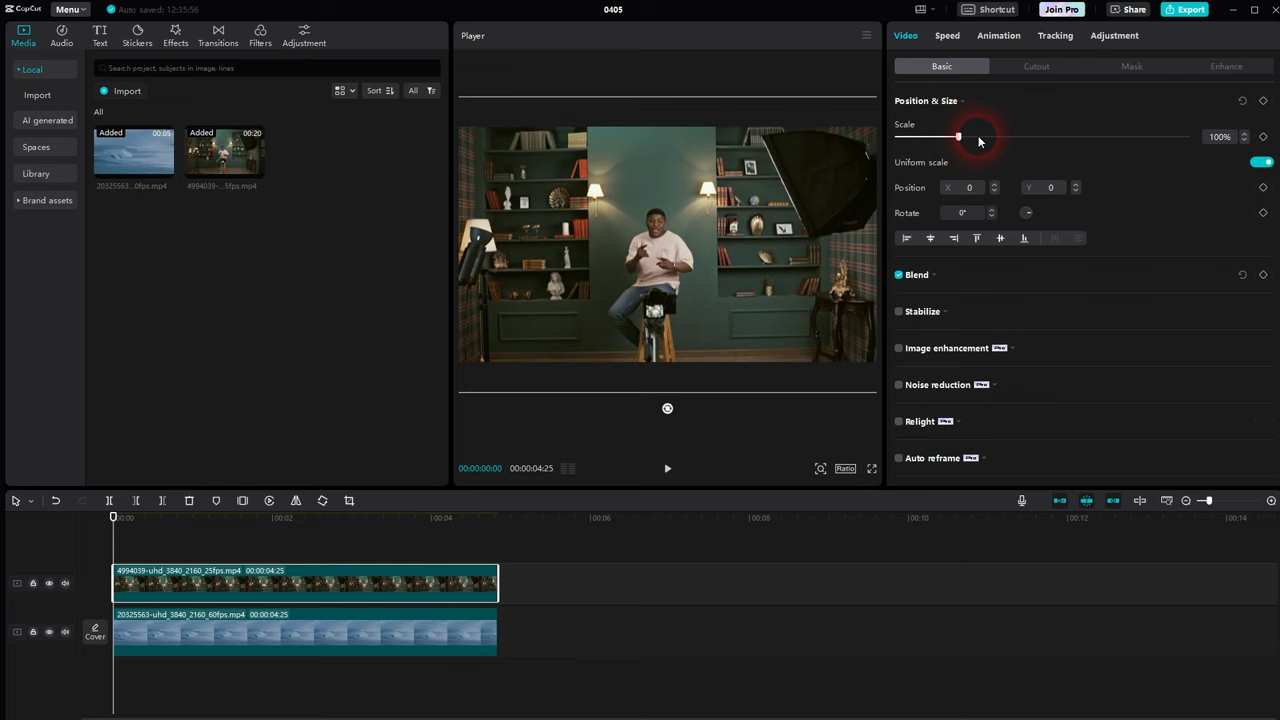 CapCut
Menu
Auto saved: 12:35:56
0405
Shortcut
Join Pro
Share
Export
Media
Audio
Text
Stickers
Effects
Transitions
Filters
Adjustment
Local
Import
AI generated
Spaces
Library
Brand assets
Search project, subjects in image, lines
Import
Sort
All
All
Added
00:05
Added
00:20
20325563...0fps.mp4
4994039-...5fps.mp4
Player
00:00:00:00
00:00:04:25
Ratio
Video
Speed
Animation
Tracking
Adjustment
Basic
Cutout
Mask
Enhance
Position & Size
Scale
100%
Uniform scale
Position
X 0
Y 0
Rotate
0°
Blend
Stabilize
Image enhancement Pro
Noise reduction Pro
Relight Pro
Auto reframe Pro
00:00
00:02
00:04
00:06
00:08
00:10
00:12
00:14
4994039-uhd_3840_2160_25fps.mp4 00:00:04:25
20325563-uhd_3840_2160_60fps.mp4 00:00:04:25
Cover